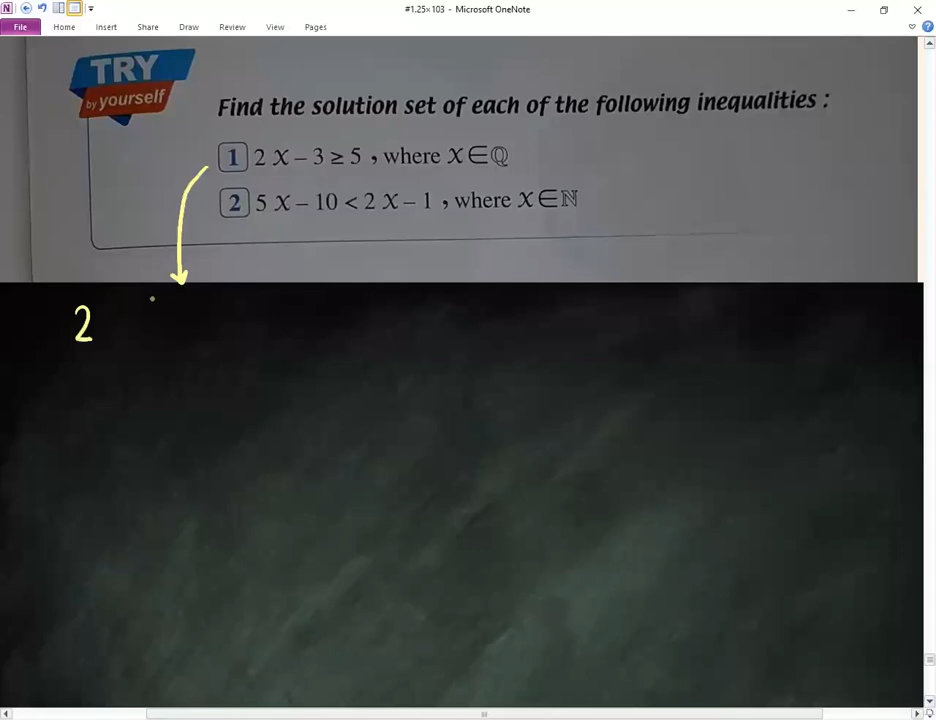 #1.25×103 - Microsoft OneNote
File Home Insert Share Draw Review View Pages
TRY
by yourself
Find the solution set of each of the following inequalities :
1 2 X – 3 ≥ 5 , where X ∈ ℚ
2 5 X – 10 < 2 X – 1 , where X ∈ ℕ
2